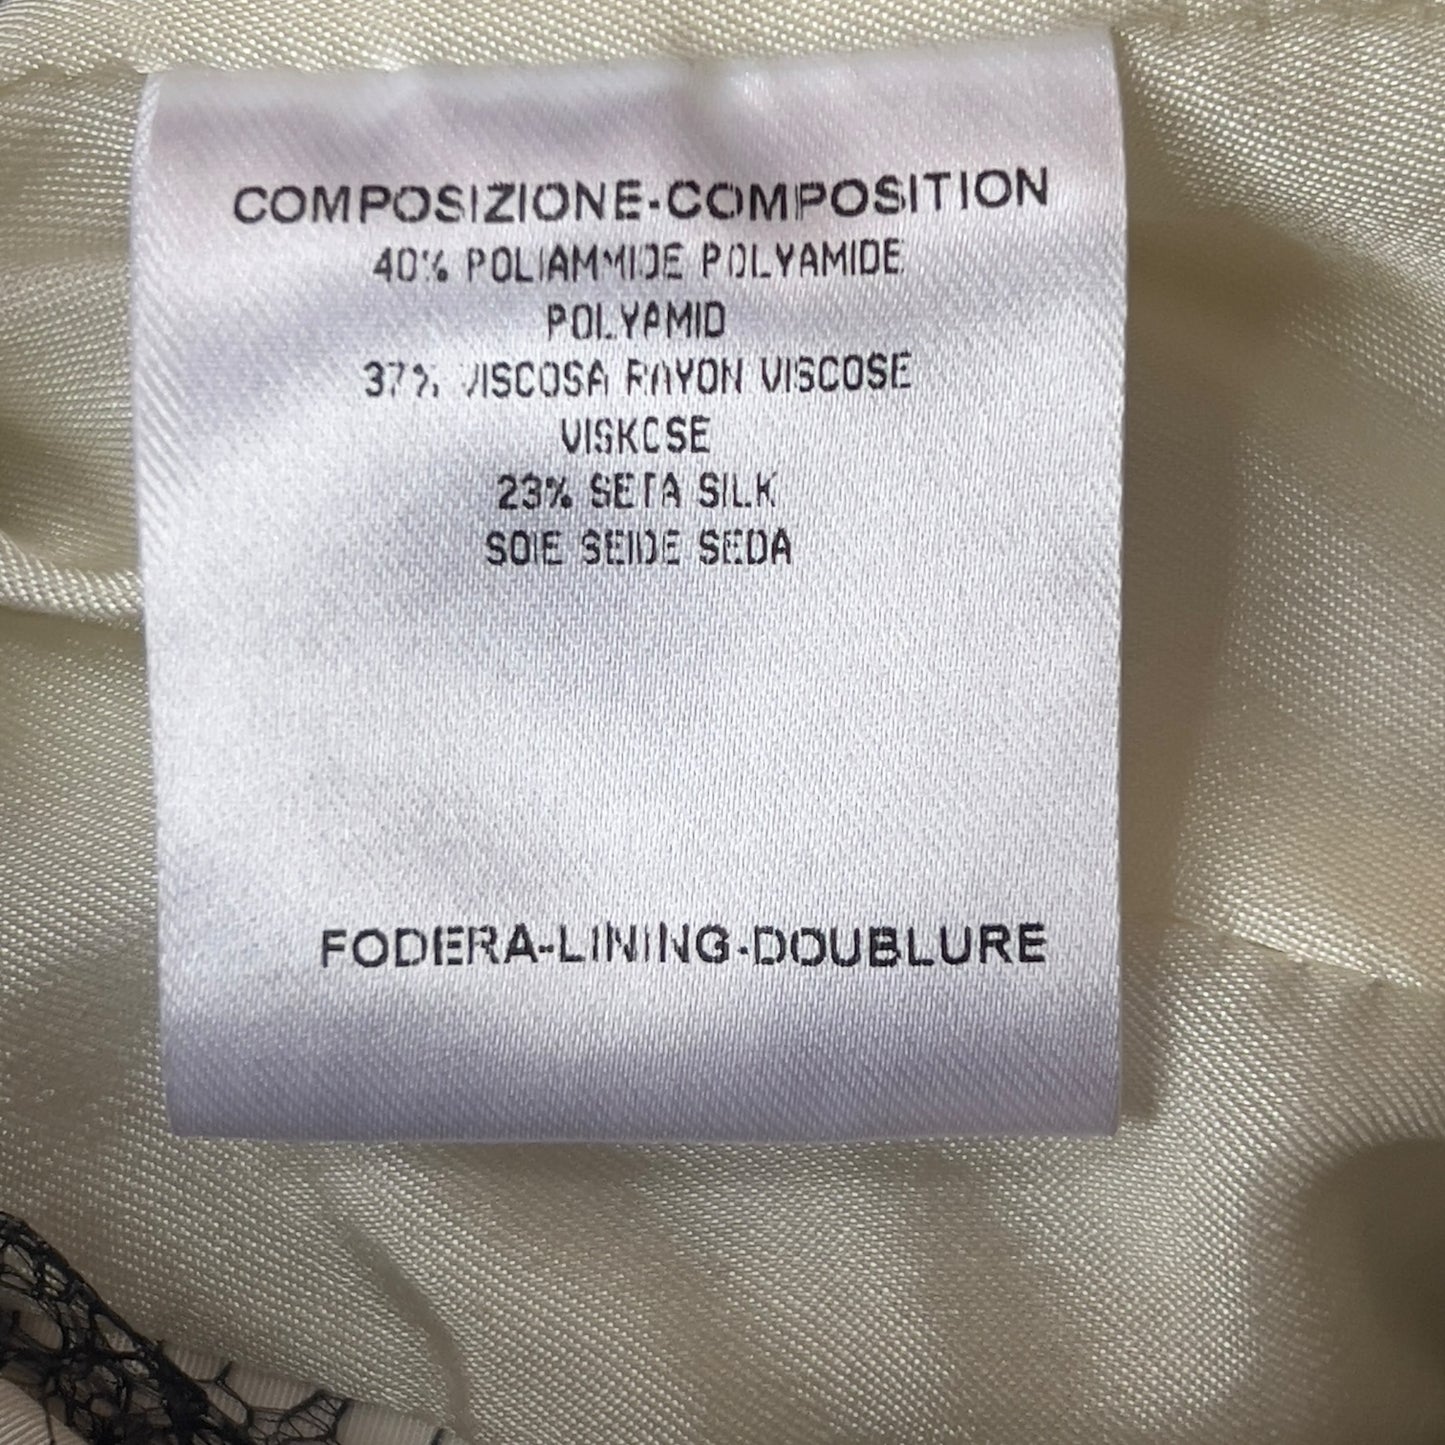 COMPOSIZIONE-COMPOSITION
40% POLIAMMIDE POLYAMIDE
POLYAMID
37% VISCOSA RAYON VISCOSE
VISKOSE
23% SETA SILK
SOIE SEIDE SEDA
FODERA-LINING-DOUBLURE